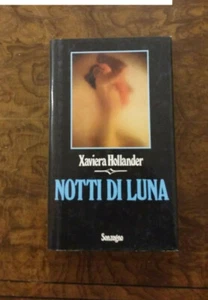 Xaviera Hollander
NOTTI DI LUNA
Sonzogno